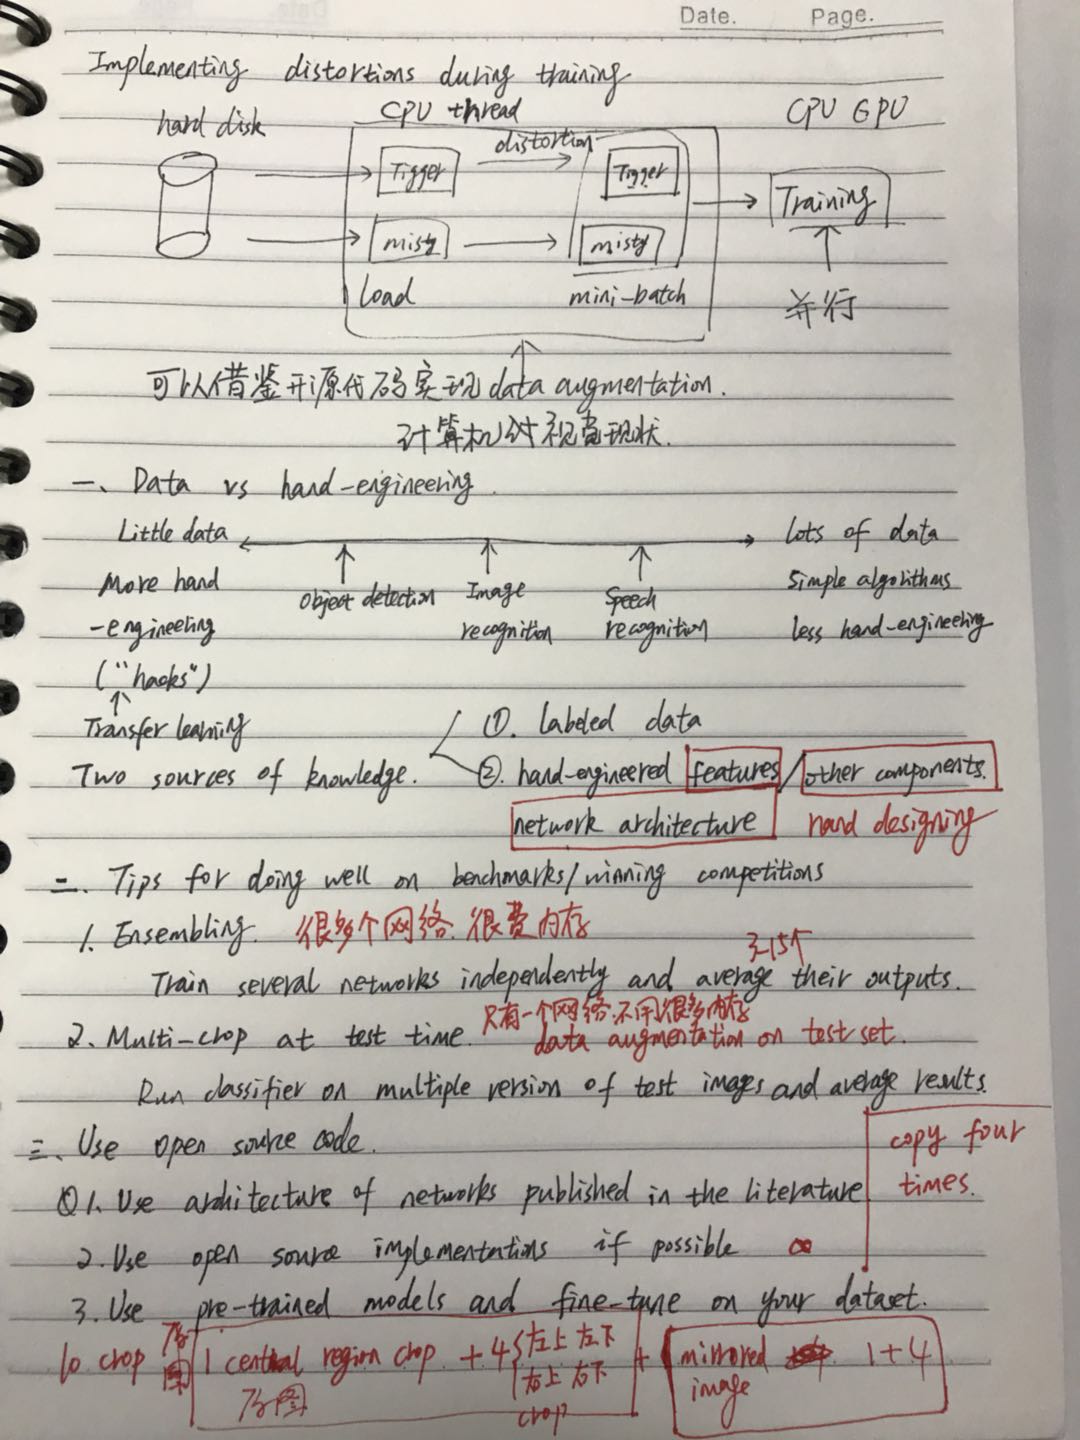 Date. Page.
Implementing distortions during training
hard disk CPU thread CPU GPU
distortion
Tigger Tigger
Training
misty misty
Load mini-batch 并行
可以借鉴开源代码实现data augmentation.
计算机对视觉现状.
一、Data vs hand-engineering.
Little data lots of data
More hand Object detection Image Speech simple algorithms
-engineering recognition recognition less hand-engineering
("hacks")
Transfer learning ①. labeled data
Two sources of knowledge. ②. hand-engineered features/other components.
network architecture hand designing
二. Tips for doing well on benchmarks/winning competitions
1. Ensembling. 很多个网络. 很费内存
3-15个
Train several networks independently and average their outputs.
只有一个网络.不用很多内存
2. Multi-crop at test time. data augmentation on test set.
Run classifier on multiple version of test images and average results.
三、Use open source code. copy four
1. Use architecture of networks published in the literature times.
2. Use open source implementations if possible
3. Use pre-trained models and fine-tune on your dataset.
10 crop 1 central region crop + 4 左上 左下 + mirrored 1+4
右上 右下 image
crop